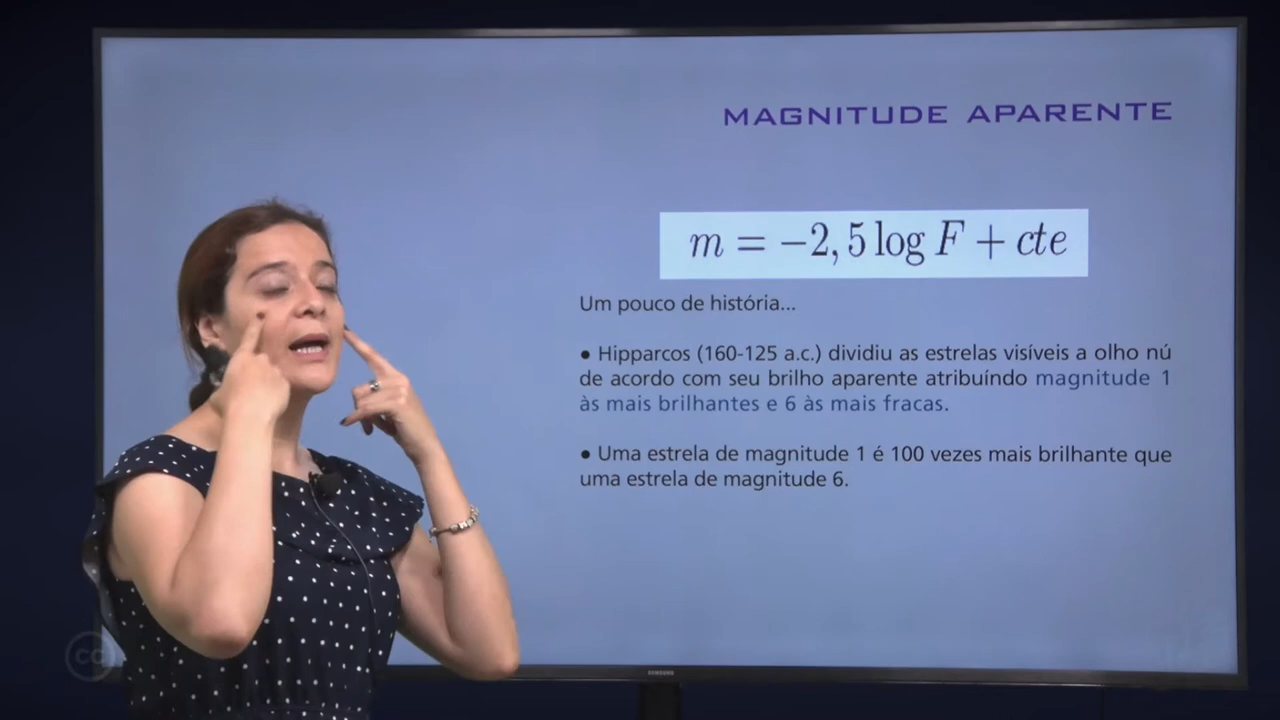 MAGNITUDE APARENTE
m = −2,5 log F + cte
Um pouco de história...
● Hipparcos (160-125 a.c.) dividiu as estrelas visíveis a olho nú
de acordo com seu brilho aparente atribuíndo magnitude 1
às mais brilhantes e 6 às mais fracas.
● Uma estrela de magnitude 1 é 100 vezes mais brilhante que
uma estrela de magnitude 6.
cc
SAMSUNG